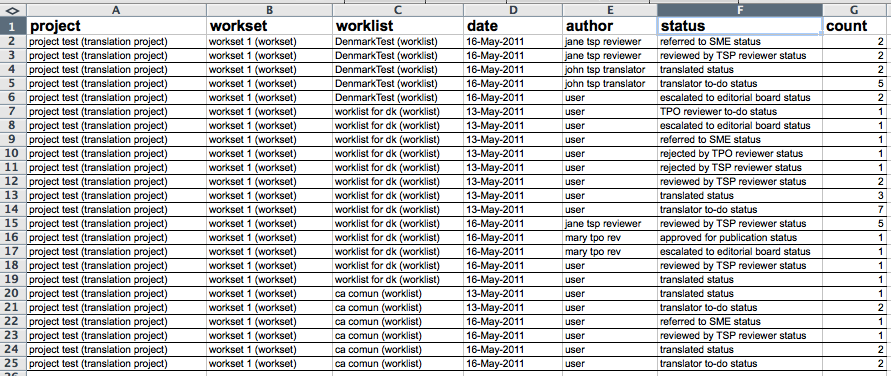 A B C D E F G
1 project workset worklist date author status count
2 project test (translation project) workset 1 (workset) DenmarkTest (worklist) 16-May-2011 jane tsp reviewer referred to SME status 2
3 project test (translation project) workset 1 (workset) DenmarkTest (worklist) 16-May-2011 jane tsp reviewer reviewed by TSP reviewer status 2
4 project test (translation project) workset 1 (workset) DenmarkTest (worklist) 16-May-2011 john tsp translator translated status 2
5 project test (translation project) workset 1 (workset) DenmarkTest (worklist) 16-May-2011 john tsp translator translator to-do status 5
6 project test (translation project) workset 1 (workset) DenmarkTest (worklist) 16-May-2011 user escalated to editorial board status 2
7 project test (translation project) workset 1 (workset) worklist for dk (worklist) 13-May-2011 user TPO reviewer to-do status 1
8 project test (translation project) workset 1 (workset) worklist for dk (worklist) 13-May-2011 user escalated to editorial board status 1
9 project test (translation project) workset 1 (workset) worklist for dk (worklist) 13-May-2011 user referred to SME status 1
10 project test (translation project) workset 1 (workset) worklist for dk (worklist) 13-May-2011 user rejected by TPO reviewer status 1
11 project test (translation project) workset 1 (workset) worklist for dk (worklist) 13-May-2011 user rejected by TSP reviewer status 1
12 project test (translation project) workset 1 (workset) worklist for dk (worklist) 13-May-2011 user reviewed by TSP reviewer status 2
13 project test (translation project) workset 1 (workset) worklist for dk (worklist) 13-May-2011 user translated status 3
14 project test (translation project) workset 1 (workset) worklist for dk (worklist) 13-May-2011 user translator to-do status 7
15 project test (translation project) workset 1 (workset) worklist for dk (worklist) 16-May-2011 jane tsp reviewer reviewed by TSP reviewer status 5
16 project test (translation project) workset 1 (workset) worklist for dk (worklist) 16-May-2011 mary tpo rev approved for publication status 1
17 project test (translation project) workset 1 (workset) worklist for dk (worklist) 16-May-2011 mary tpo rev escalated to editorial board status 1
18 project test (translation project) workset 1 (workset) worklist for dk (worklist) 16-May-2011 user reviewed by TSP reviewer status 1
19 project test (translation project) workset 1 (workset) worklist for dk (worklist) 16-May-2011 user translated status 1
20 project test (translation project) workset 1 (workset) ca comun (worklist) 13-May-2011 user translated status 1
21 project test (translation project) workset 1 (workset) ca comun (worklist) 13-May-2011 user translator to-do status 2
22 project test (translation project) workset 1 (workset) ca comun (worklist) 16-May-2011 user referred to SME status 1
23 project test (translation project) workset 1 (workset) ca comun (worklist) 16-May-2011 user reviewed by TSP reviewer status 1
24 project test (translation project) workset 1 (workset) ca comun (worklist) 16-May-2011 user translated status 2
25 project test (translation project) workset 1 (workset) ca comun (worklist) 16-May-2011 user translator to-do status 2